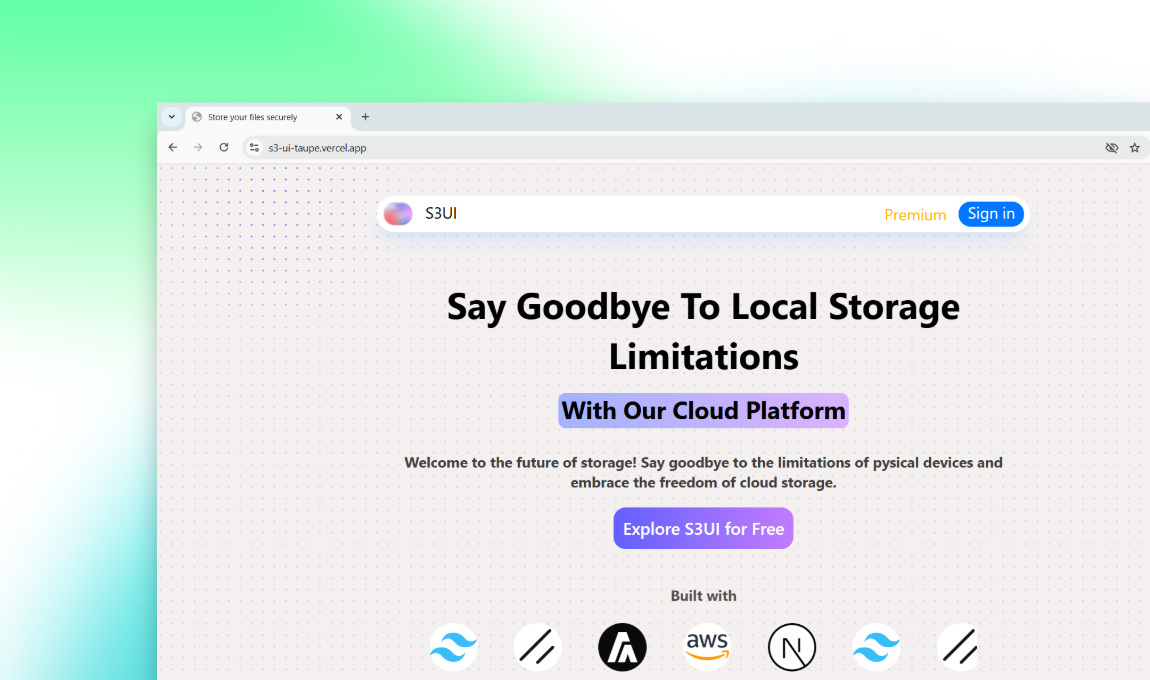 Store your files securely
s3-ui-taupe.vercel.app
S3UI
Premium
Sign in
Say Goodbye To Local Storage
Limitations
With Our Cloud Platform
Welcome to the future of storage! Say goodbye to the limitations of pysical devices and
embrace the freedom of cloud storage.
Explore S3UI for Free
Built with
aws
N